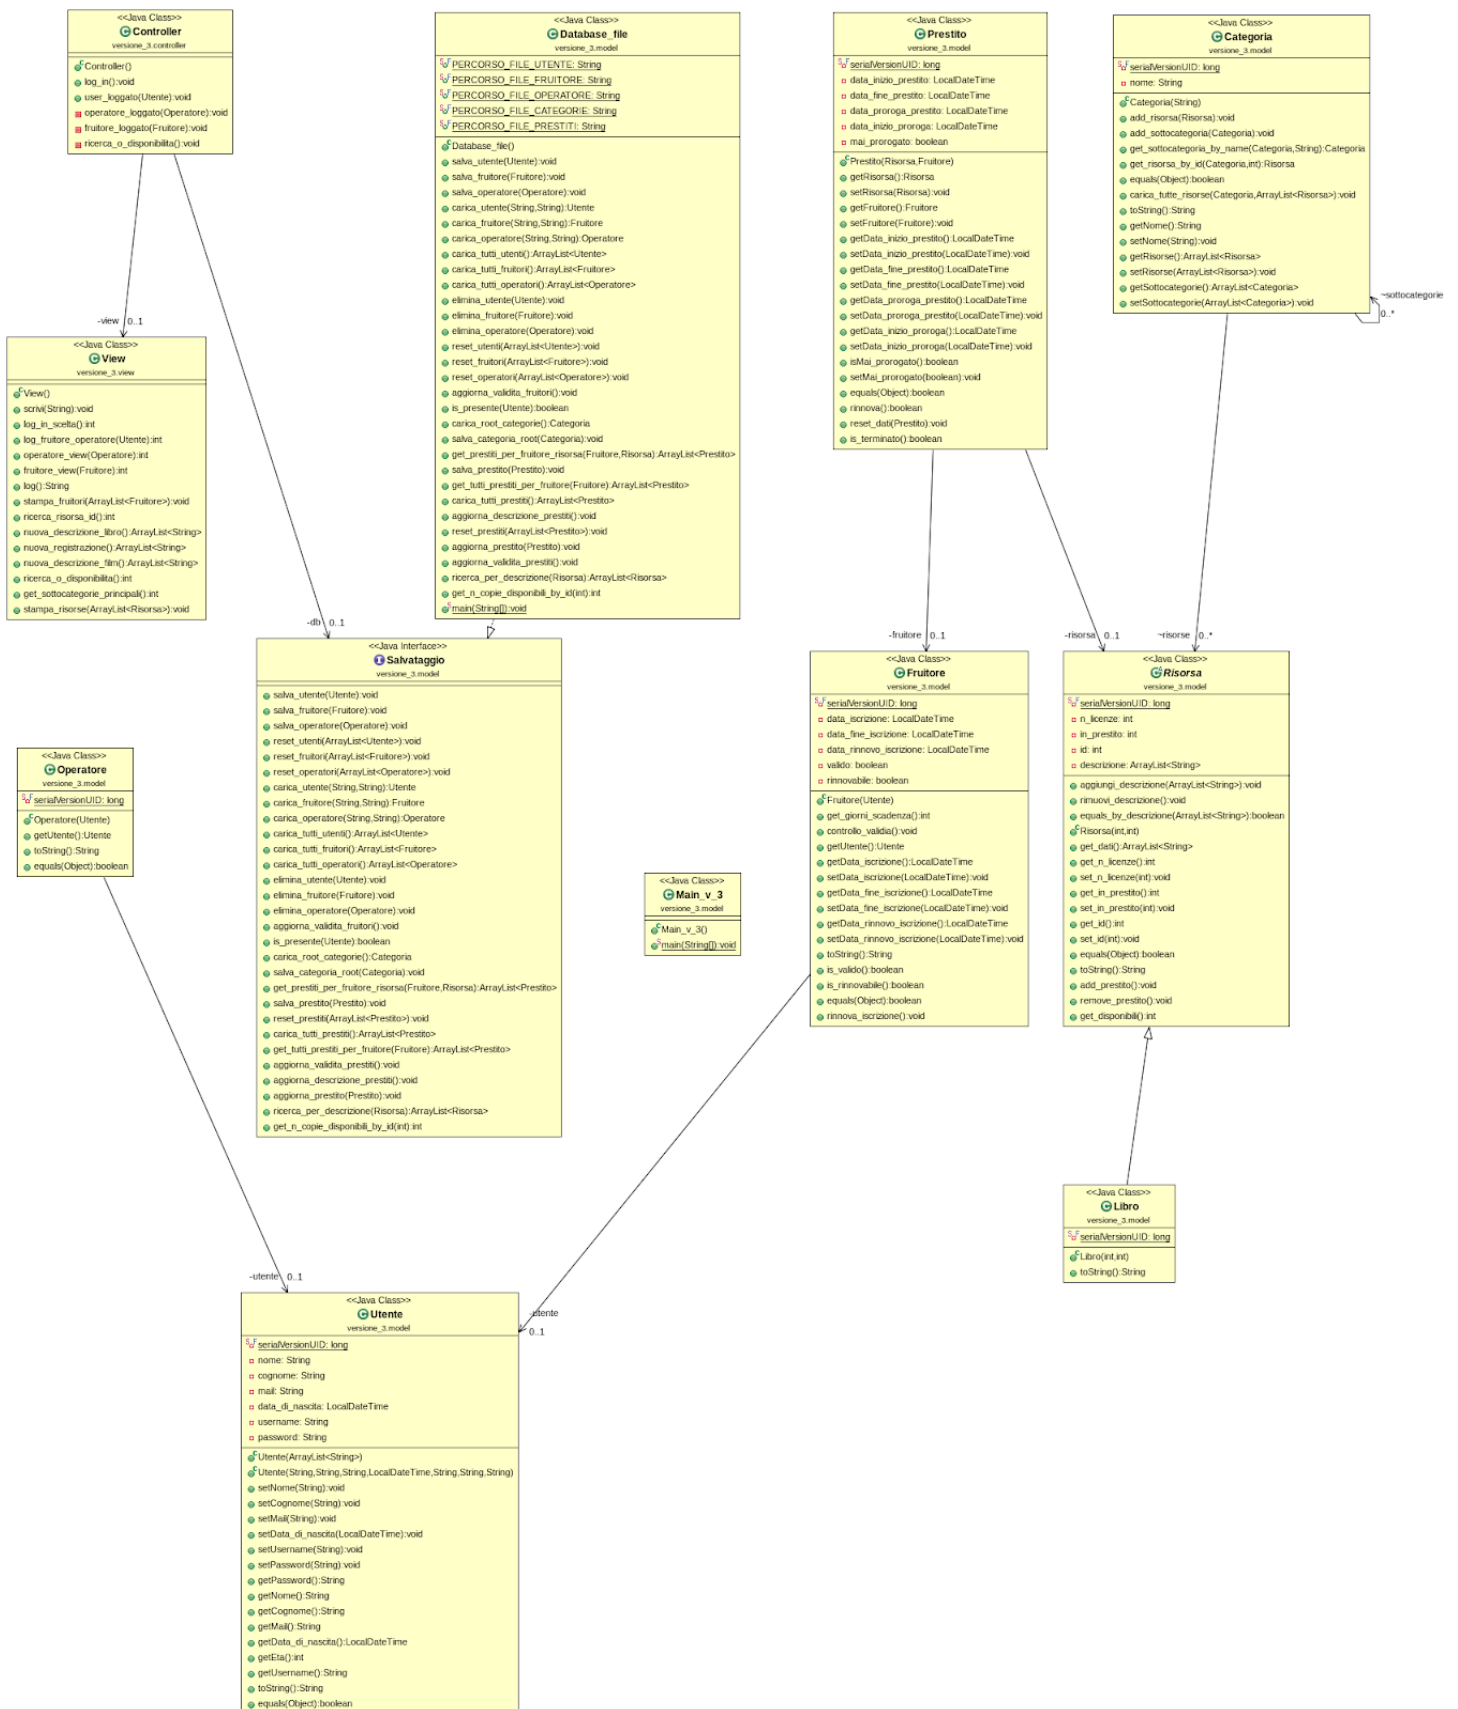 <<Java Class>>
Controller
versione_3.controller
Controller()
log_in():void
user_loggato(Utente):void
operatore_loggato(Operatore):void
fruitore_loggato(Fruitore):void
ricerca_o_disponibilita():void
<<Java Class>>
Database_file
versione_3.model
PERCORSO_FILE_UTENTE: String
PERCORSO_FILE_FRUITORE: String
PERCORSO_FILE_OPERATORE: String
PERCORSO_FILE_CATEGORIE: String
PERCORSO_FILE_PRESTITI: String
Database_file()
salva_utente(Utente):void
salva_fruitore(Fruitore):void
salva_operatore(Operatore):void
carica_utente(String,String):Utente
carica_fruitore(String,String):Fruitore
carica_operatore(String,String):Operatore
carica_tutti_utenti():ArrayList<Utente>
carica_tutti_fruitori():ArrayList<Fruitore>
carica_tutti_operatori():ArrayList<Operatore>
elimina_utente(Utente):void
elimina_fruitore(Fruitore):void
elimina_operatore(Operatore):void
reset_utenti(ArrayList<Utente>):void
reset_fruitori(ArrayList<Fruitore>):void
reset_operatori(ArrayList<Operatore>):void
aggiorna_validita_fruitori():void
is_presente(Utente):boolean
carica_root_categorie():Categoria
salva_categoria_root(Categoria):void
get_prestiti_per_fruitore_risorsa(Fruitore,Risorsa):ArrayList<Prestito>
salva_prestito(Prestito):void
get_tutti_prestiti_per_fruitore(Fruitore):ArrayList<Prestito>
carica_tutti_prestiti():ArrayList<Prestito>
aggiorna_descrizione_prestiti():void
reset_prestiti(ArrayList<Prestito>):void
aggiorna_prestito(Prestito):void
aggiorna_validita_prestiti():void
ricerca_per_descrizione(Risorsa):ArrayList<Risorsa>
get_n_copie_disponibili_by_id(int):int
main(String[]):void
<<Java Class>>
Prestito
versione_3.model
serialVersionUID: long
data_inizio_prestito: LocalDateTime
data_fine_prestito: LocalDateTime
data_proroga_prestito: LocalDateTime
data_inizio_proroga: LocalDateTime
mai_prorogato: boolean
Prestito(Risorsa,Fruitore)
getRisorsa():Risorsa
setRisorsa(Risorsa):void
getFruitore():Fruitore
setFruitore(Fruitore):void
getData_inizio_prestito():LocalDateTime
setData_inizio_prestito(LocalDateTime):void
getData_fine_prestito():LocalDateTime
setData_fine_prestito(LocalDateTime):void
getData_proroga_prestito():LocalDateTime
setData_proroga_prestito(LocalDateTime):void
getData_inizio_proroga():LocalDateTime
setData_inizio_proroga(LocalDateTime):void
isMai_prorogato():boolean
setMai_prorogato(boolean):void
equals(Object):boolean
rinnova():boolean
reset_dati(Prestito):void
is_terminato():boolean
<<Java Class>>
Categoria
versione_3.model
serialVersionUID: long
nome: String
Categoria(String)
add_risorsa(Risorsa):void
add_sottocategoria(Categoria):void
get_sottocategoria_by_name(Categoria,String):Categoria
get_risorsa_by_id(Categoria,int):Risorsa
equals(Object):boolean
carica_tutte_risorse(Categoria,ArrayList<Risorsa>):void
toString():String
getNome():String
setNome(String):void
getRisorse():ArrayList<Risorsa>
setRisorse(ArrayList<Risorsa>):void
getSottocategorie():ArrayList<Categoria>
setSottocategorie(ArrayList<Categoria>):void
~sottocategorie
0..*
-view 0..1
<<Java Class>>
View
versione_3.view
View()
scrivi(String):void
log_in_scelta():int
log_fruitore_operatore(Utente):int
operatore_view(Operatore):int
fruitore_view(Fruitore):int
log():String
stampa_fruitori(ArrayList<Fruitore>):void
ricerca_risorsa_id():int
nuova_descrizione_libro():ArrayList<String>
nuova_registrazione():ArrayList<String>
nuova_descrizione_film():ArrayList<String>
ricerca_o_disponibilita():int
get_sottocategorie_principali():int
stampa_risorse(ArrayList<Risorsa>):void
-db 0..1
<<Java Interface>>
Salvataggio
versione_3.model
salva_utente(Utente):void
salva_fruitore(Fruitore):void
salva_operatore(Operatore):void
reset_utenti(ArrayList<Utente>):void
reset_fruitori(ArrayList<Fruitore>):void
reset_operatori(ArrayList<Operatore>):void
carica_utente(String,String):Utente
carica_fruitore(String,String):Fruitore
carica_operatore(String,String):Operatore
carica_tutti_utenti():ArrayList<Utente>
carica_tutti_fruitori():ArrayList<Fruitore>
carica_tutti_operatori():ArrayList<Operatore>
elimina_utente(Utente):void
elimina_fruitore(Fruitore):void
elimina_operatore(Operatore):void
aggiorna_validita_fruitori():void
is_presente(Utente):boolean
carica_root_categorie():Categoria
salva_categoria_root(Categoria):void
get_prestiti_per_fruitore_risorsa(Fruitore,Risorsa):ArrayList<Prestito>
salva_prestito(Prestito):void
reset_prestiti(ArrayList<Prestito>):void
carica_tutti_prestiti():ArrayList<Prestito>
get_tutti_prestiti_per_fruitore(Fruitore):ArrayList<Prestito>
aggiorna_validita_prestiti():void
aggiorna_descrizione_prestiti():void
aggiorna_prestito(Prestito):void
ricerca_per_descrizione(Risorsa):ArrayList<Risorsa>
get_n_copie_disponibili_by_id(int):int
-fruitore 0..1
<<Java Class>>
Fruitore
versione_3.model
serialVersionUID: long
data_iscrizione: LocalDateTime
data_fine_iscrizione: LocalDateTime
data_rinnovo_iscrizione: LocalDateTime
valido: boolean
rinnovabile: boolean
Fruitore(Utente)
get_giorni_scadenza():int
controllo_validia():void
getUtente():Utente
getData_iscrizione():LocalDateTime
setData_iscrizione(LocalDateTime):void
getData_fine_iscrizione():LocalDateTime
setData_fine_iscrizione(LocalDateTime):void
getData_rinnovo_iscrizione():LocalDateTime
setData_rinnovo_iscrizione(LocalDateTime):void
toString():String
is_valido():boolean
is_rinnovabile():boolean
equals(Object):boolean
rinnova_iscrizione():void
-risorsa 0..1
~risorse 0..*
<<Java Class>>
Risorsa
versione_3.model
serialVersionUID: long
n_licenze: int
in_prestito: int
id: int
descrizione: ArrayList<String>
aggiungi_descrizione(ArrayList<String>):void
rimuovi_descrizione():void
equals_by_descrizione(ArrayList<String>):boolean
Risorsa(int,int)
get_dati():ArrayList<String>
get_n_licenze():int
set_n_licenze(int):void
get_in_prestito():int
set_in_prestito(int):void
get_id():int
set_id(int):void
equals(Object):boolean
toString():String
add_prestito():void
remove_prestito():void
get_disponibili():int
<<Java Class>>
Operatore
versione_3.model
serialVersionUID: long
Operatore(Utente)
getUtente():Utente
toString():String
equals(Object):boolean
<<Java Class>>
Main_v_3
versione_3.model
Main_v_3()
main(String[]):void
<<Java Class>>
Libro
versione_3.model
serialVersionUID: long
Libro(int,int)
toString():String
-utente 0..1
-utente
0..1
<<Java Class>>
Utente
versione_3.model
serialVersionUID: long
nome: String
cognome: String
mail: String
data_di_nascita: LocalDateTime
username: String
password: String
Utente(ArrayList<String>)
Utente(String,String,String,LocalDateTime,String,String,String)
setNome(String):void
setCognome(String):void
setMail(String):void
setData_di_nascita(LocalDateTime):void
setUsername(String):void
setPassword(String):void
getPassword():String
getNome():String
getCognome():String
getMail():String
getData_di_nascita():LocalDateTime
getEta():int
getUsername():String
toString():String
equals(Object):boolean